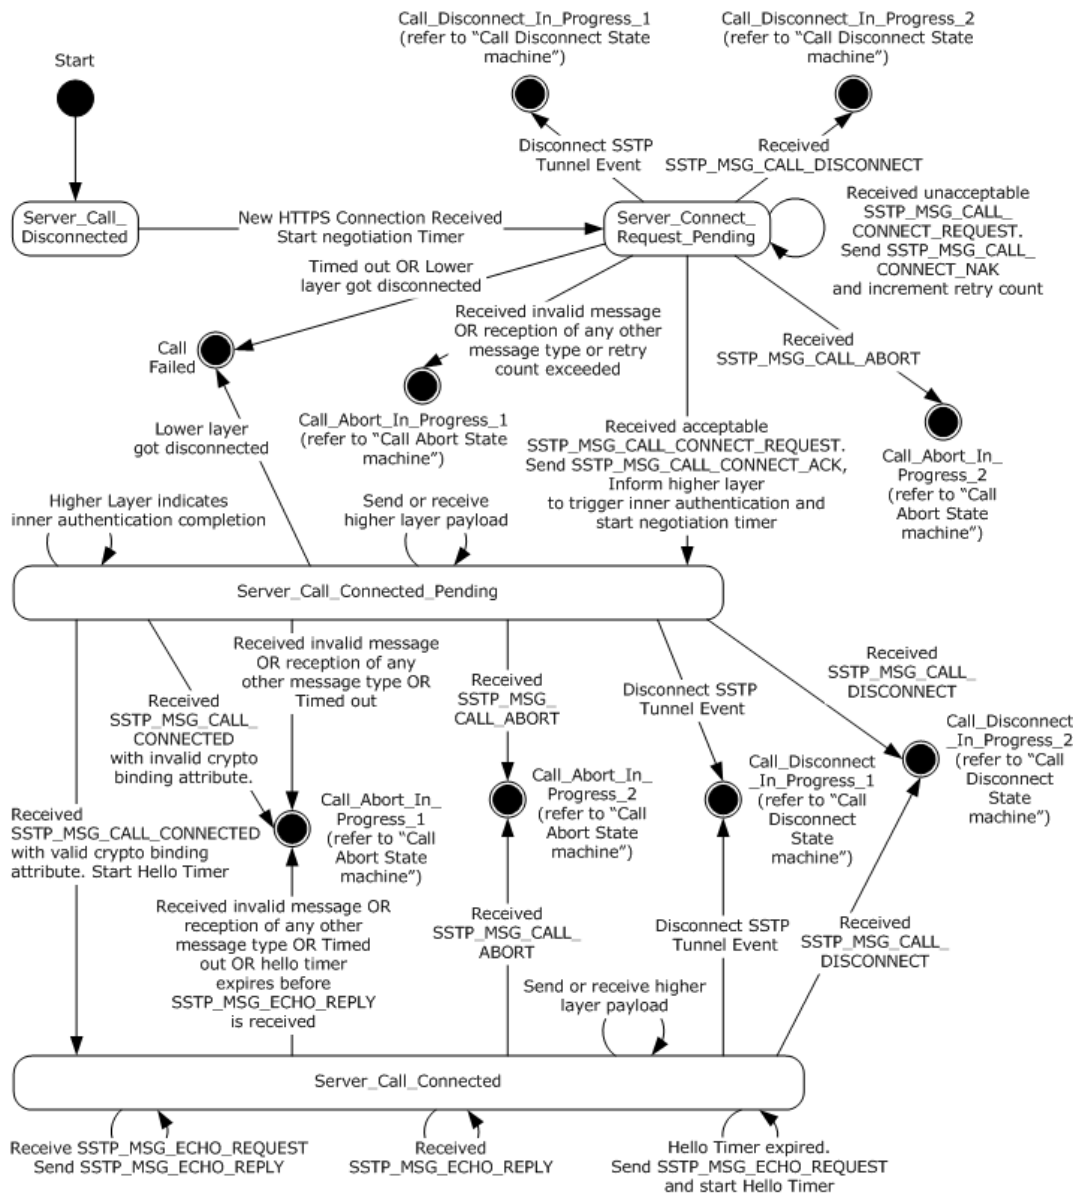 Call_Disconnect_In_Progress_1
(refer to “Call Disconnect State
machine”)
Call_Disconnect_In_Progress_2
(refer to “Call Disconnect State
machine”)
Start
Disconnect SSTP
Tunnel Event
Received
SSTP_MSG_CALL_DISCONNECT
Server_Call_
Disconnected
New HTTPS Connection Received
Start negotiation Timer
Server_Connect_
Request_Pending
Received unacceptable
SSTP_MSG_CALL_
CONNECT_REQUEST.
Send SSTP_MSG_CALL_
CONNECT_NAK
and increment retry count
Timed out OR Lower
layer got disconnected
Received invalid message
OR reception of any other
message type or retry
count exceeded
Received
SSTP_MSG_CALL_ABORT
Call
Failed
Call_Abort_In_Progress_1
(refer to “Call Abort State
machine”)
Lower layer
got disconnected
Received acceptable
SSTP_MSG_CALL_CONNECT_REQUEST.
Send SSTP_MSG_CALL_CONNECT_ACK,
Inform higher layer
to trigger inner authentication and
start negotiation timer
Call_Abort_In_
Progress_2
(refer to “Call
Abort State
machine”)
Higher Layer indicates
inner authentication completion
Send or receive
higher layer payload
Server_Call_Connected_Pending
Received invalid message
OR reception of any
other message type OR
Timed out
Received
SSTP_MSG_CALL_
CONNECTED
with invalid crypto
binding attribute.
Received
SSTP_MSG_
CALL_ABORT
Disconnect SSTP
Tunnel Event
Received
SSTP_MSG_CALL_
DISCONNECT
Call_Disconnect
_In_Progress_2
(refer to “Call
Disconnect
State
machine”)
Call_Disconnect
_In_Progress_1
(refer to “Call
Disconnect
State
machine”)
Call_Abort_In_
Progress_2
(refer to “Call
Abort State
machine”)
Call_Abort_In_
Progress_1
(refer to “Call
Abort State
machine”)
Received
SSTP_MSG_CALL_CONNECTED
with valid crypto binding
attribute. Start Hello Timer
Received invalid message OR
reception of any other
message type OR Timed
out OR hello timer
expires before
SSTP_MSG_ECHO_REPLY
is received
Received
SSTP_MSG_CALL_
ABORT
Disconnect SSTP
Tunnel Event
Received
SSTP_MSG_CALL_
DISCONNECT
Send or receive higher
layer payload
Server_Call_Connected
Receive SSTP_MSG_ECHO_REQUEST
Send SSTP_MSG_ECHO_REPLY
Received
SSTP_MSG_ECHO_REPLY
Hello Timer expired.
Send SSTP_MSG_ECHO_REQUEST
and start Hello Timer